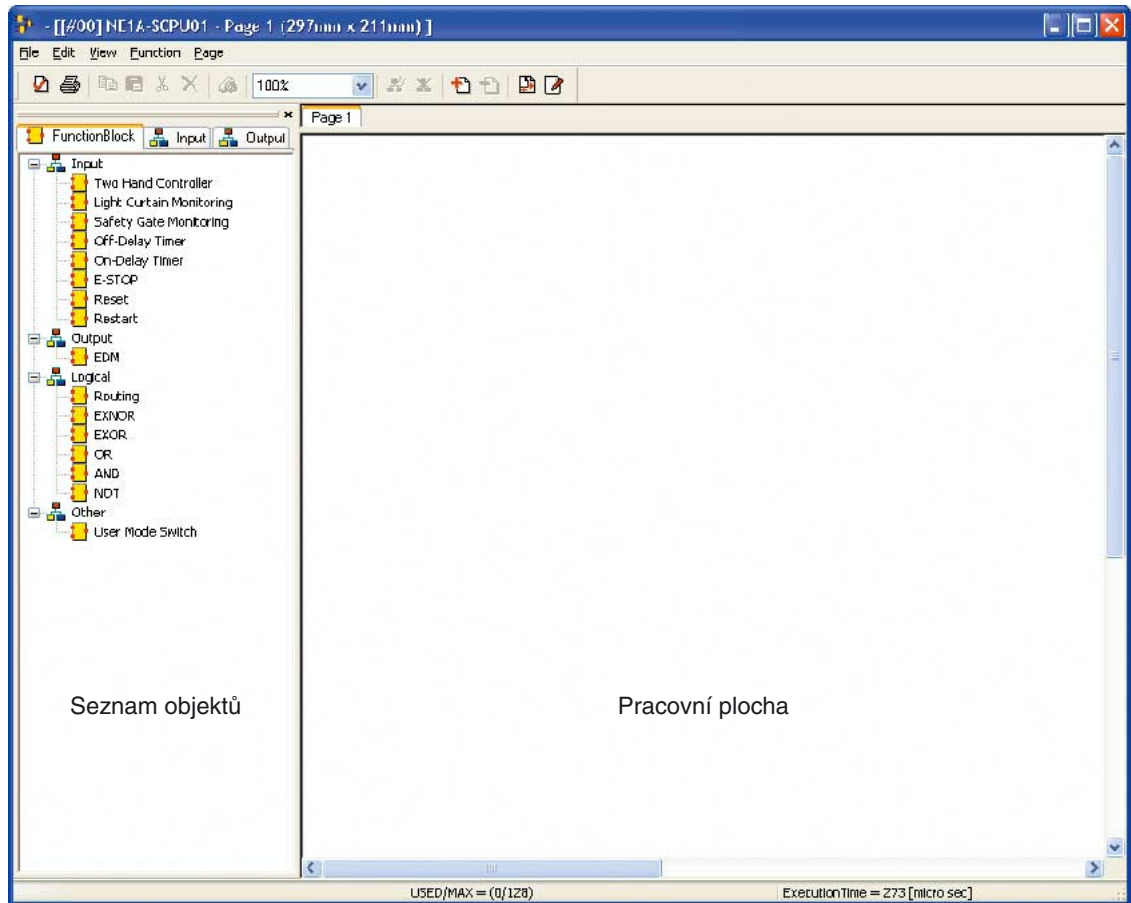 - [[#00] NE1A-SCPU01 - Page 1 (297mm x 211mm) ]
File Edit View Function Page
100%
Page 1
FunctionBlock Input Output
Input
Two Hand Controller
Light Curtain Monitoring
Safety Gate Monitoring
Off-Delay Timer
On-Delay Timer
E-STOP
Reset
Restart
Output
EDM
Logical
Routing
EXNOR
EXOR
OR
AND
NOT
Other
User Mode Switch
Seznam objektů
Pracovní plocha
USED/MAX = (0/128)
ExecutionTime = 273 [micro sec]